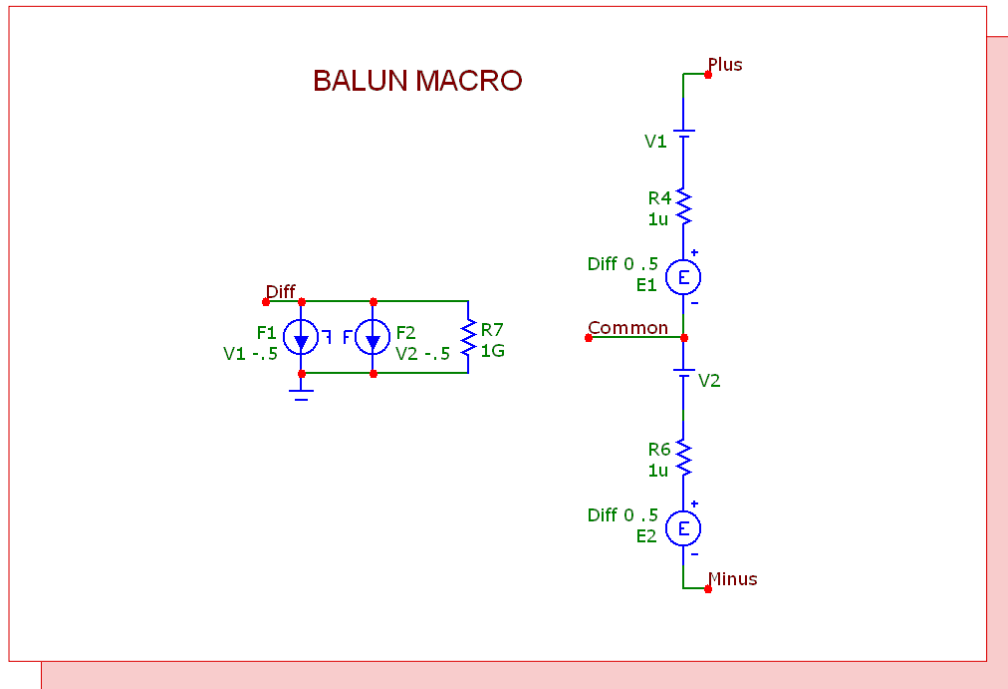 BALUN MACRO
Plus
V1
R4
1u
Diff 0 .5
E1
+
E
-
Diff
F1
V1 -.5
F
F
F2
V2 -.5
R7
1G
Common
V2
R6
1u
Diff 0 .5
E2
+
E
-
Minus